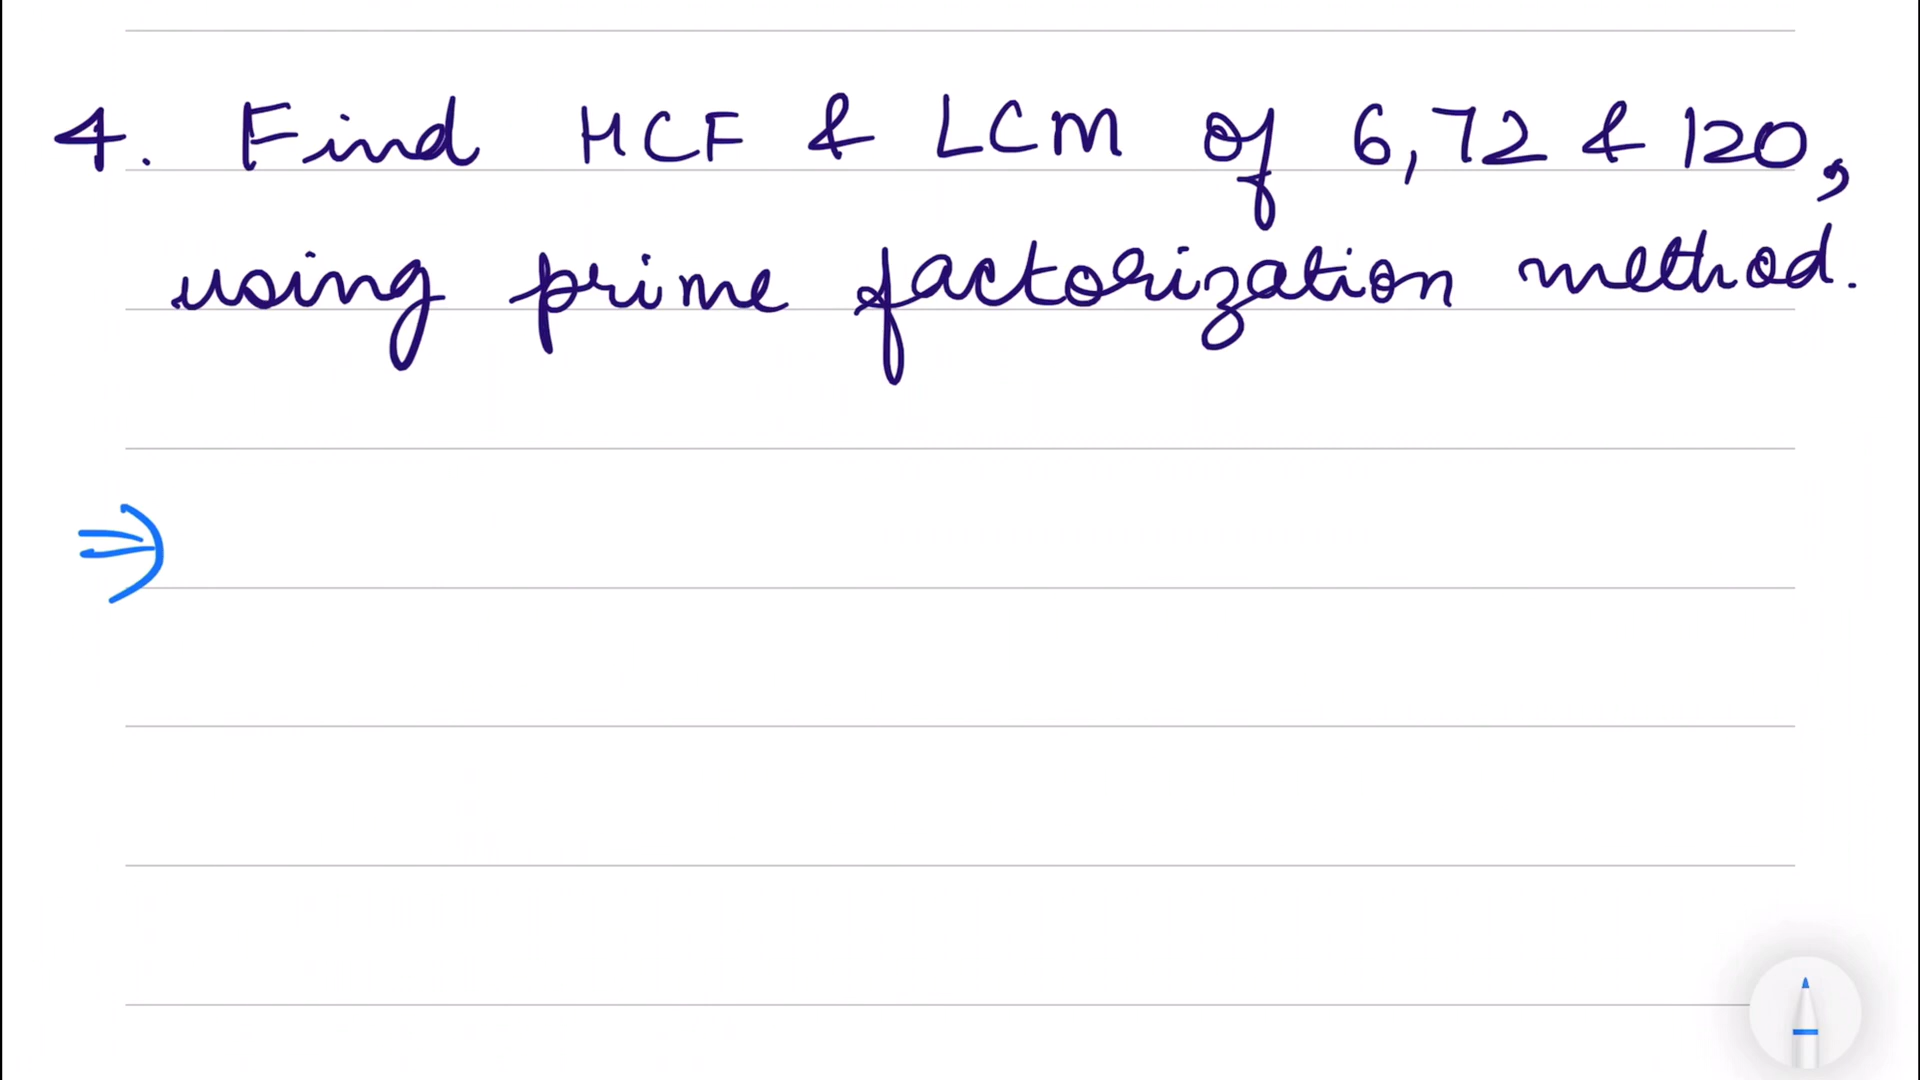 4. Find HCF & LCM of 6,72 & 120,
using prime factorization method.
⇒